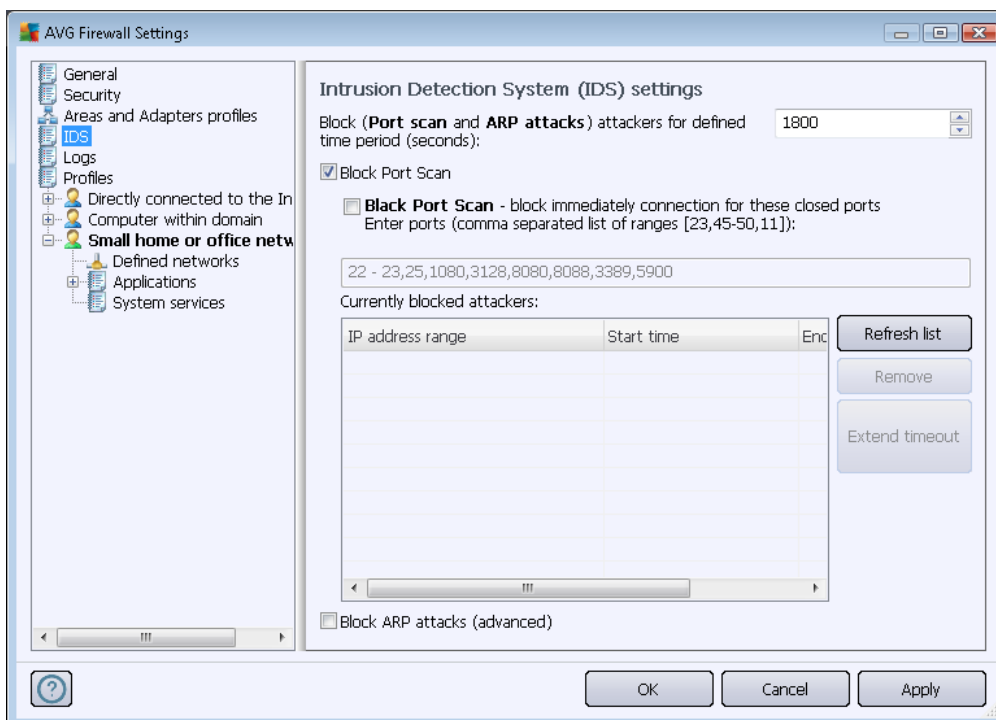 AVG Firewall Settings
General
Security
Areas and Adapters profiles
IDS
Logs
Profiles
Directly connected to the In
Computer within domain
Small home or office netw
Defined networks
Applications
System services
Intrusion Detection System (IDS) settings
Block (Port scan and ARP attacks) attackers for defined
time period (seconds):
1800
Block Port Scan
Black Port Scan - block immediately connection for these closed ports
Enter ports (comma separated list of ranges [23,45-50,11]):
22 - 23,25,1080,3128,8080,8088,3389,5900
Currently blocked attackers:
IP address range
Start time
Enc
Refresh list
Remove
Extend timeout
Block ARP attacks (advanced)
OK
Cancel
Apply